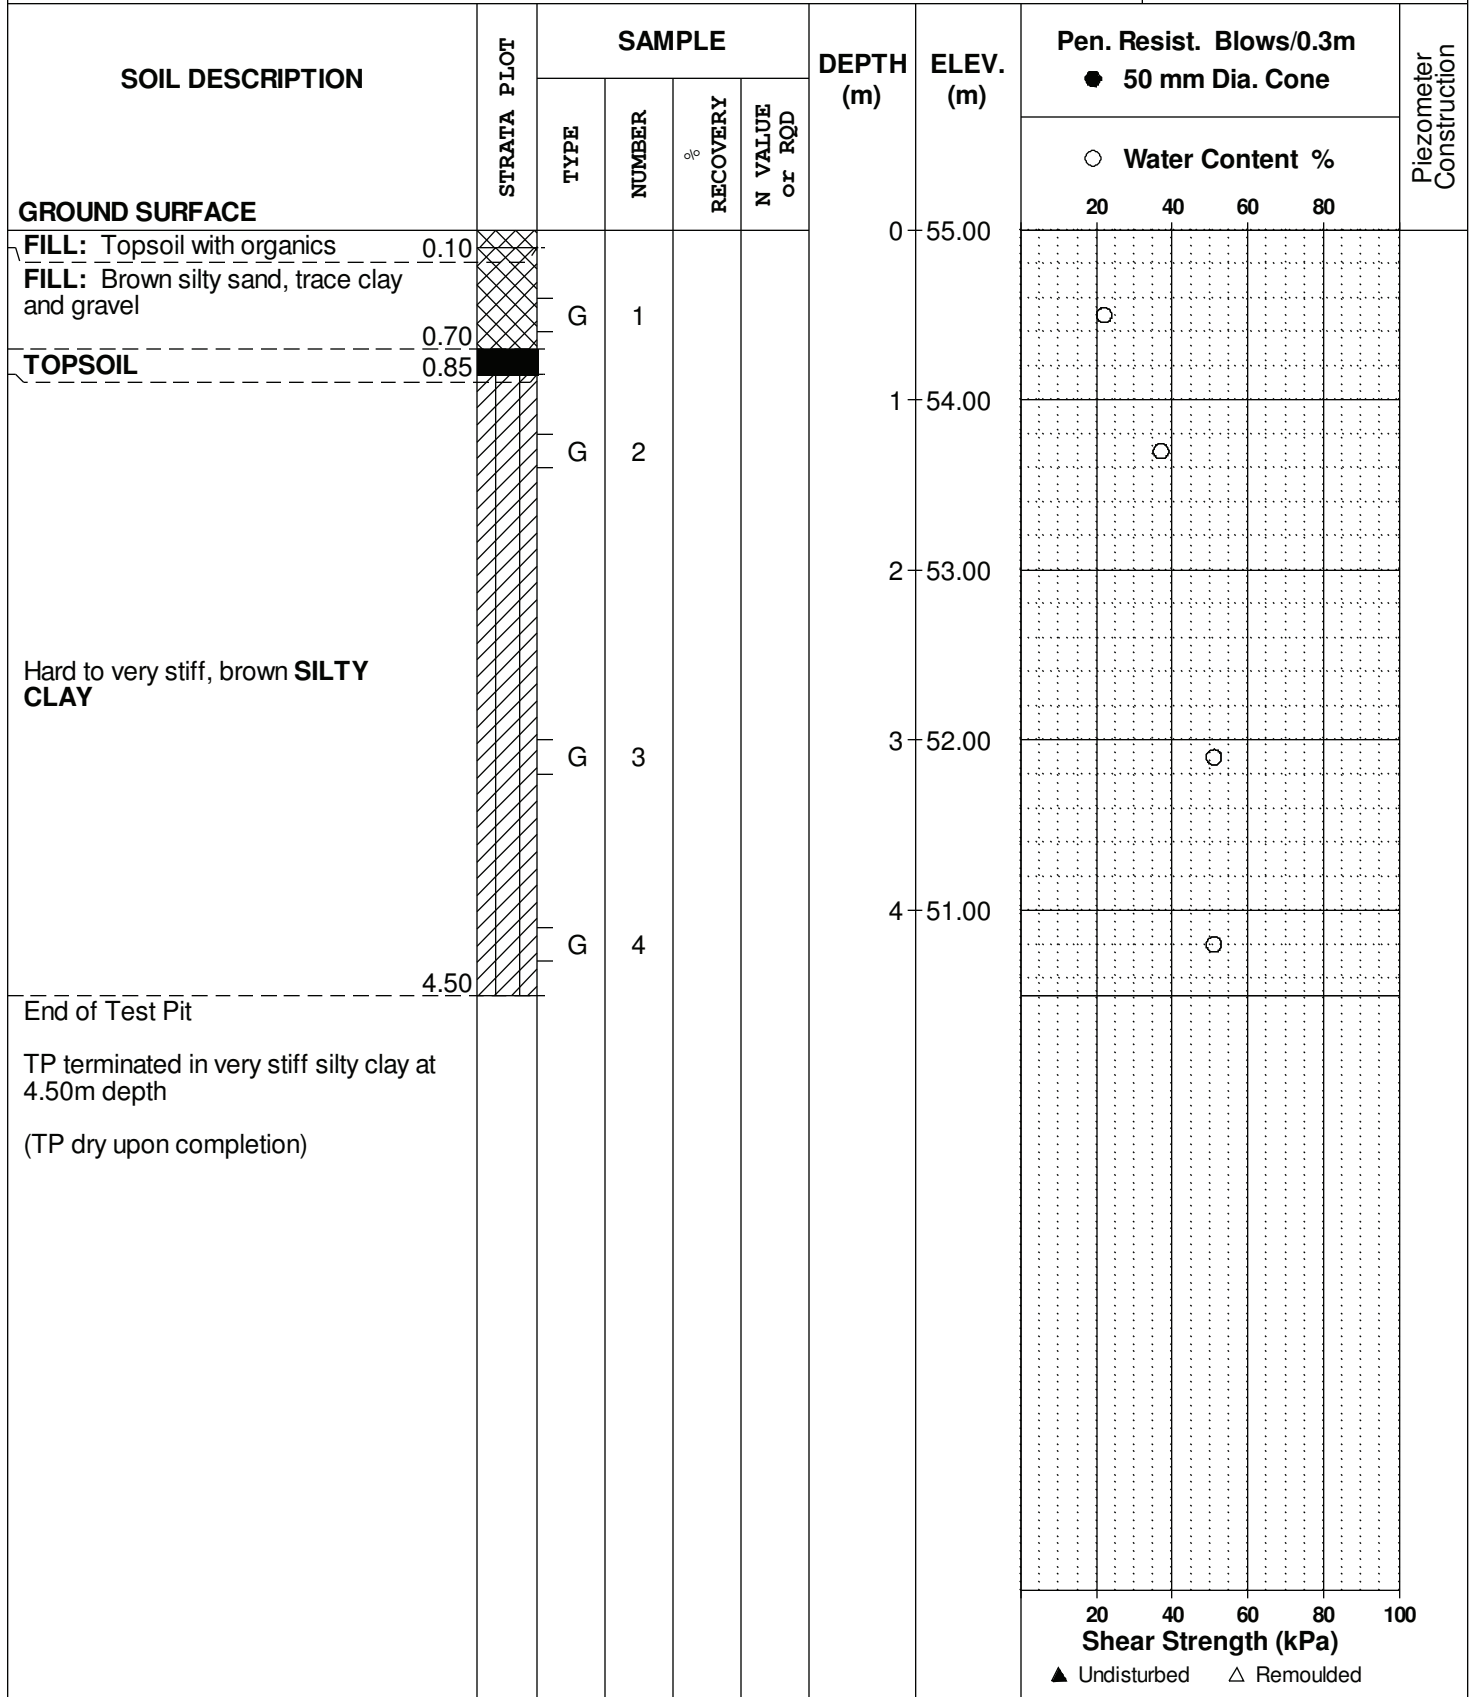 SOIL DESCRIPTION
GROUND SURFACE
STRATA PLOT
SAMPLE
TYPE
NUMBER
%
RECOVERY
N VALUE
or RQD
DEPTH
(m)
ELEV.
(m)
Pen. Resist. Blows/0.3m
50 mm Dia. Cone
Water Content %
20 40 60 80
Piezometer
Construction
0 55.00
FILL: Topsoil with organics 0.10
FILL: Brown silty sand, trace clay
and gravel
G 1
0.70
TOPSOIL 0.85
1 54.00
G 2
2 53.00
Hard to very stiff, brown SILTY
CLAY
3 52.00
G 3
4 51.00
G 4
4.50
End of Test Pit
TP terminated in very stiff silty clay at
4.50m depth
(TP dry upon completion)
20 40 60 80 100
Shear Strength (kPa)
▲ Undisturbed △ Remoulded